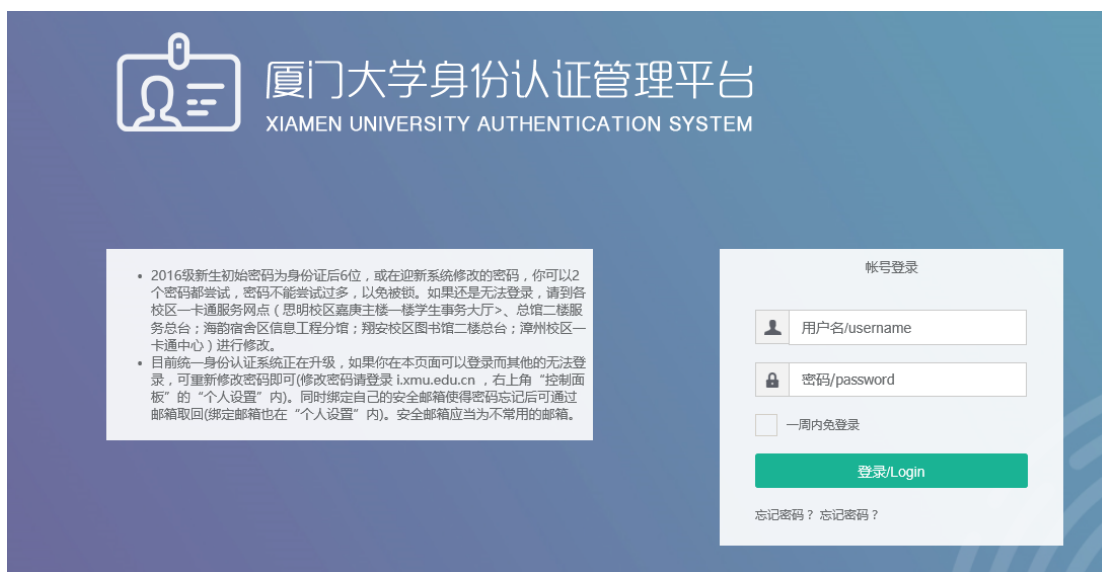 厦门大学身份认证管理平台
XIAMEN UNIVERSITY AUTHENTICATION SYSTEM
• 2016级新生初始密码为身份证后6位，或在迎新系统修改的密码，你可以2
个密码都尝试，密码不能尝试过多，以免被锁。如果还是无法登录，请到各
校区一卡通服务网点（思明校区嘉庚主楼一楼学生事务大厅>、总馆二楼服
务总台；海韵宿舍区信息工程分馆；翔安校区图书馆二楼总台；漳州校区一
卡通中心）进行修改。
• 目前统一身份认证系统正在升级，如果你在本页面可以登录而其他的无法登
录，可重新修改密码即可(修改密码请登录 i.xmu.edu.cn ，右上角“控制面
板”的“个人设置”内)。同时绑定自己的安全邮箱使得密码忘记后可通过
邮箱取回(绑定邮箱也在“个人设置”内)。安全邮箱应当为不常用的邮箱。
帐号登录
用户名/username
密码/password
一周内免登录
登录/Login
忘记密码？ 忘记密码？